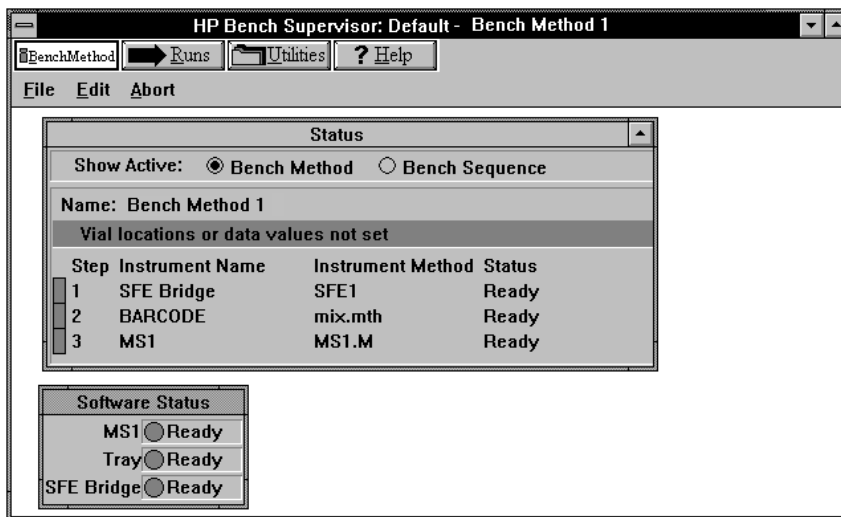 HP Bench Supervisor: Default - Bench Method 1
BenchMethod Runs Utilities ? Help
File Edit Abort
Status
Show Active: Bench Method Bench Sequence
Name: Bench Method 1
Vial locations or data values not set
Step Instrument Name Instrument Method Status
1 SFE Bridge SFE1 Ready
2 BARCODE mix.mth Ready
3 MS1 MS1.M Ready
Software Status
MS1 Ready
Tray Ready
SFE Bridge Ready